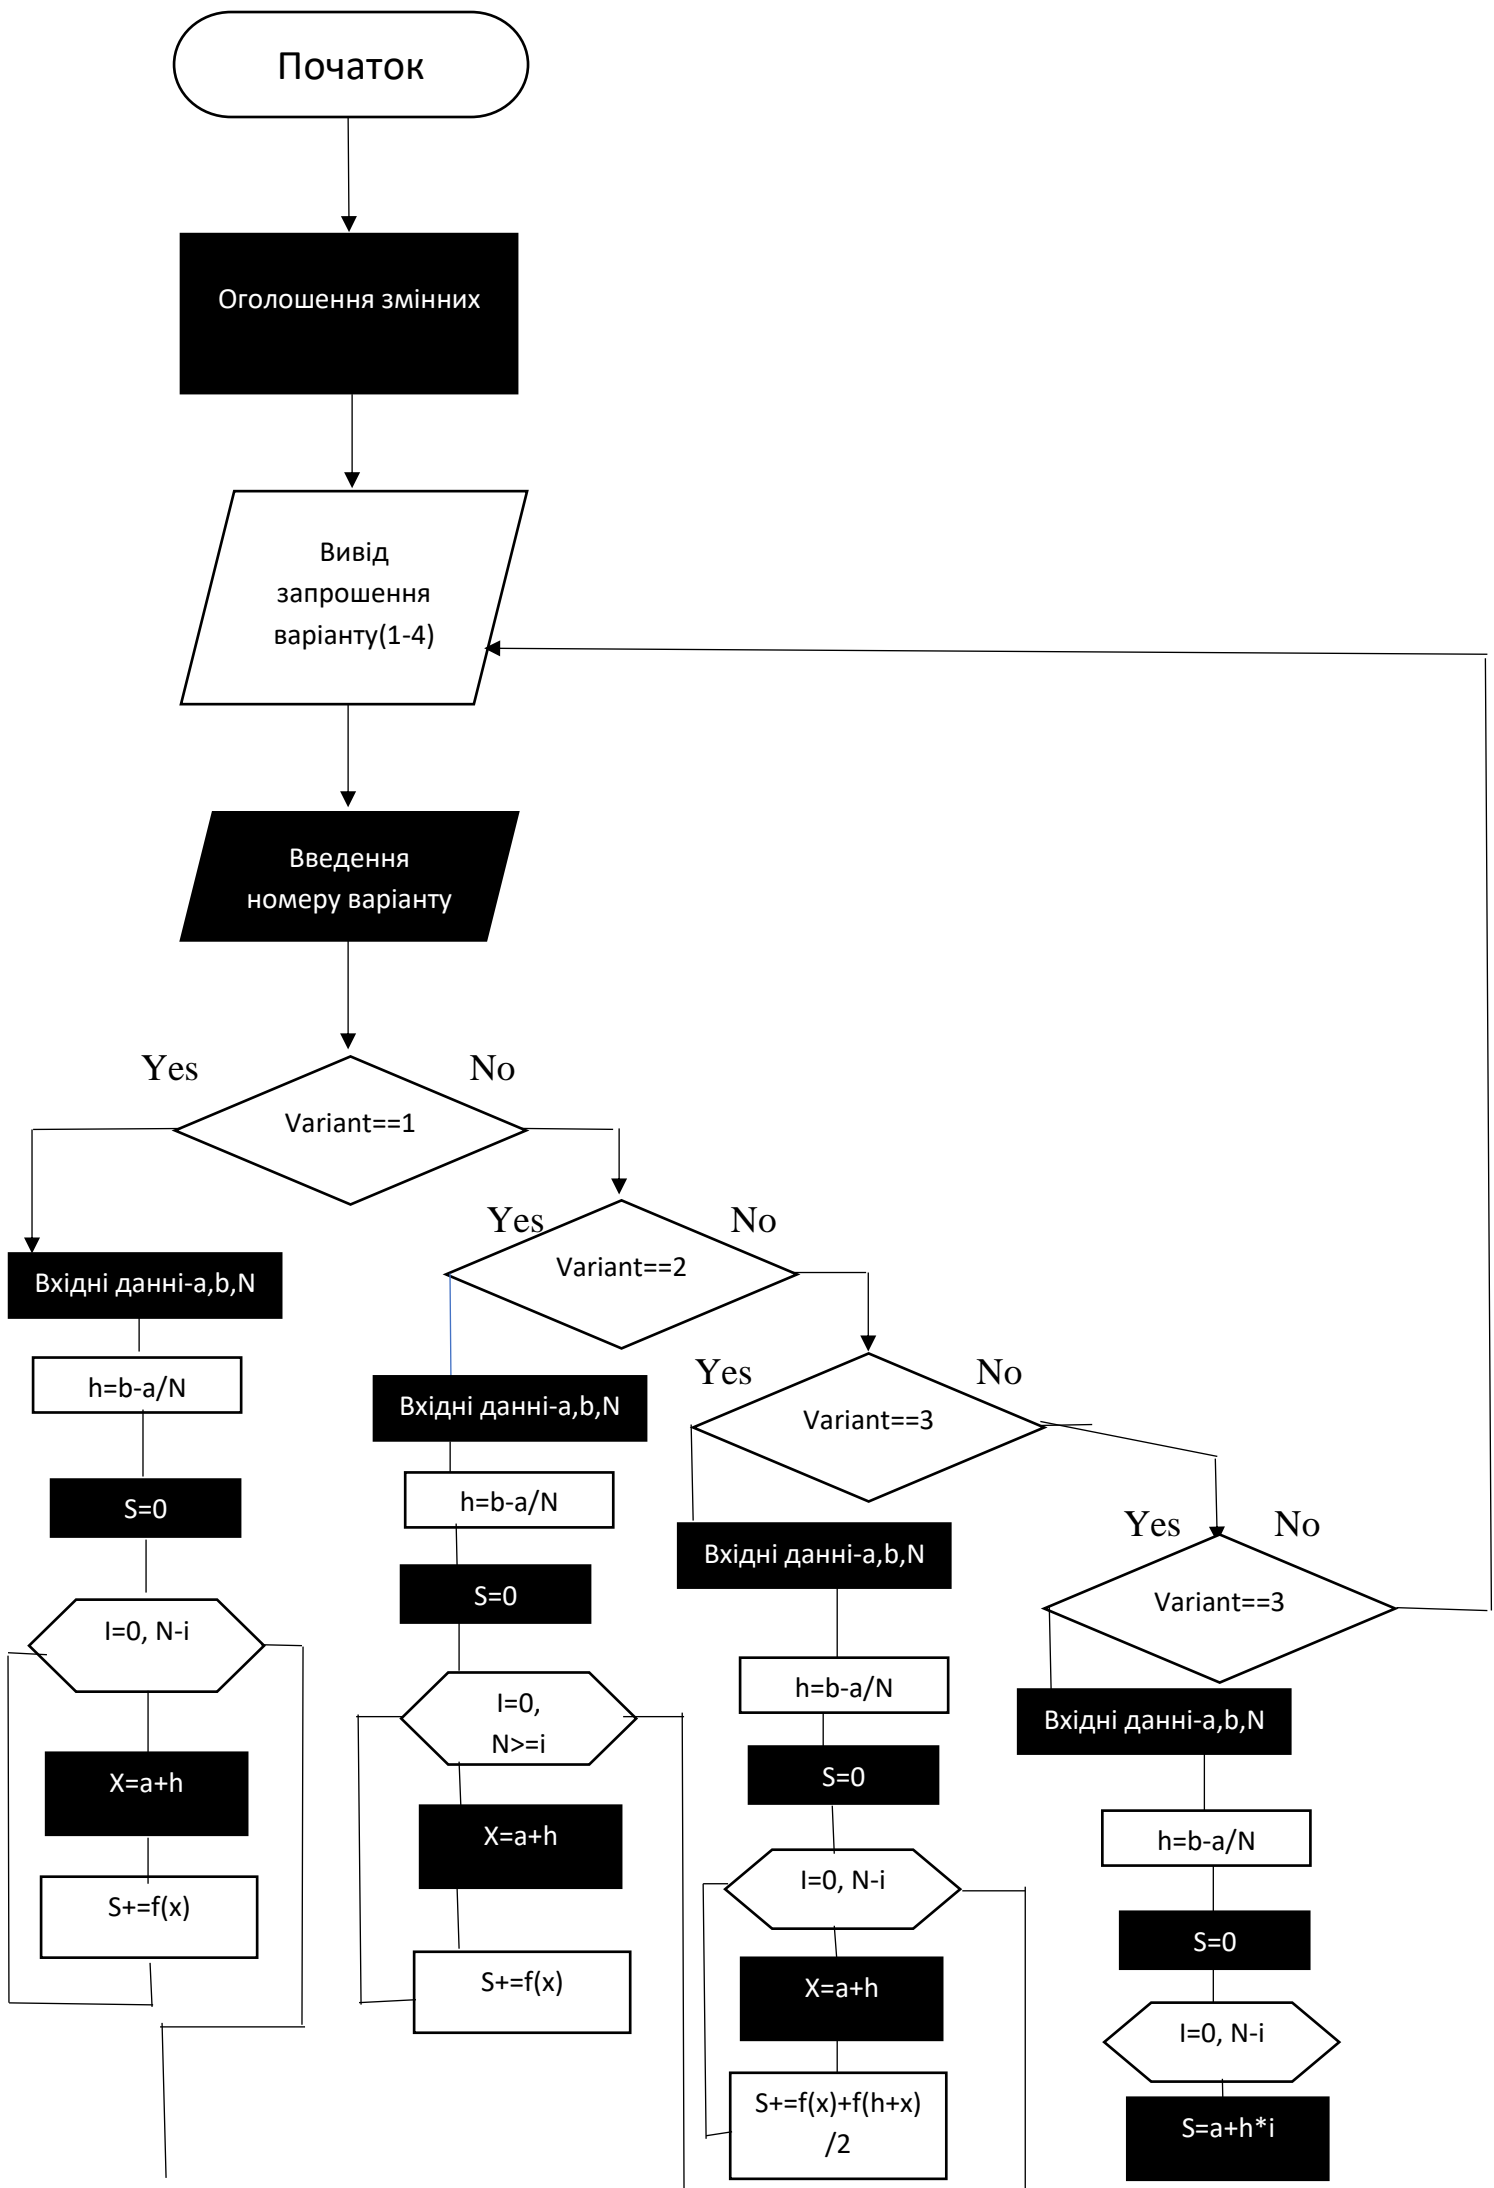 Початок
Оголошення змінних
Вивід
запрошення
варіанту(1-4)
Введення
номеру варіанту
Yes
No
Variant==1
Yes
No
Variant==2
Вхідні данні-a,b,N
h=b-a/N
S=0
I=0, N-i
X=a+h
S+=f(x)
Yes
No
Variant==3
Вхідні данні-a,b,N
h=b-a/N
S=0
I=0,
N>=i
X=a+h
S+=f(x)
Yes
No
Variant==3
Вхідні данні-a,b,N
h=b-a/N
S=0
I=0, N-i
X=a+h
S+=f(x)+f(h+x)
/2
Вхідні данні-a,b,N
h=b-a/N
S=0
I=0, N-i
S=a+h*i